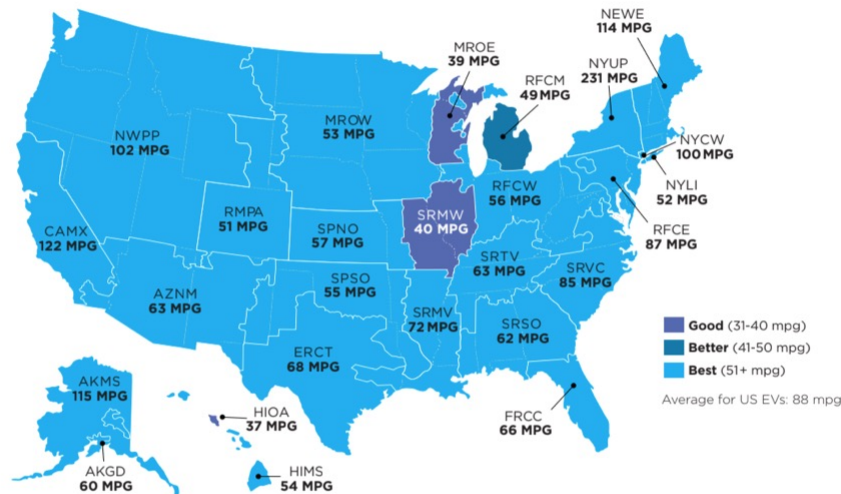 NEWE
114 MPG
MROE
39 MPG
NYUP
231 MPG
RFCM
49 MPG
MROW
53 MPG
NWPP
102 MPG
NYCW
100 MPG
RFCW
56 MPG
NYLI
52 MPG
RMPA
51 MPG
SRMW
40 MPG
SPNO
57 MPG
RFCE
87 MPG
CAMX
122 MPG
SRTV
63 MPG
SRVC
85 MPG
SPSO
55 MPG
AZNM
63 MPG
SRMV
72 MPG
SRSO
62 MPG
ERCT
68 MPG
Good (31-40 mpg)
Better (41-50 mpg)
Best (51+ mpg)
Average for US EVs: 88 mpg
AKMS
115 MPG
HIOA
37 MPG
FRCC
66 MPG
AKGD
60 MPG
HIMS
54 MPG